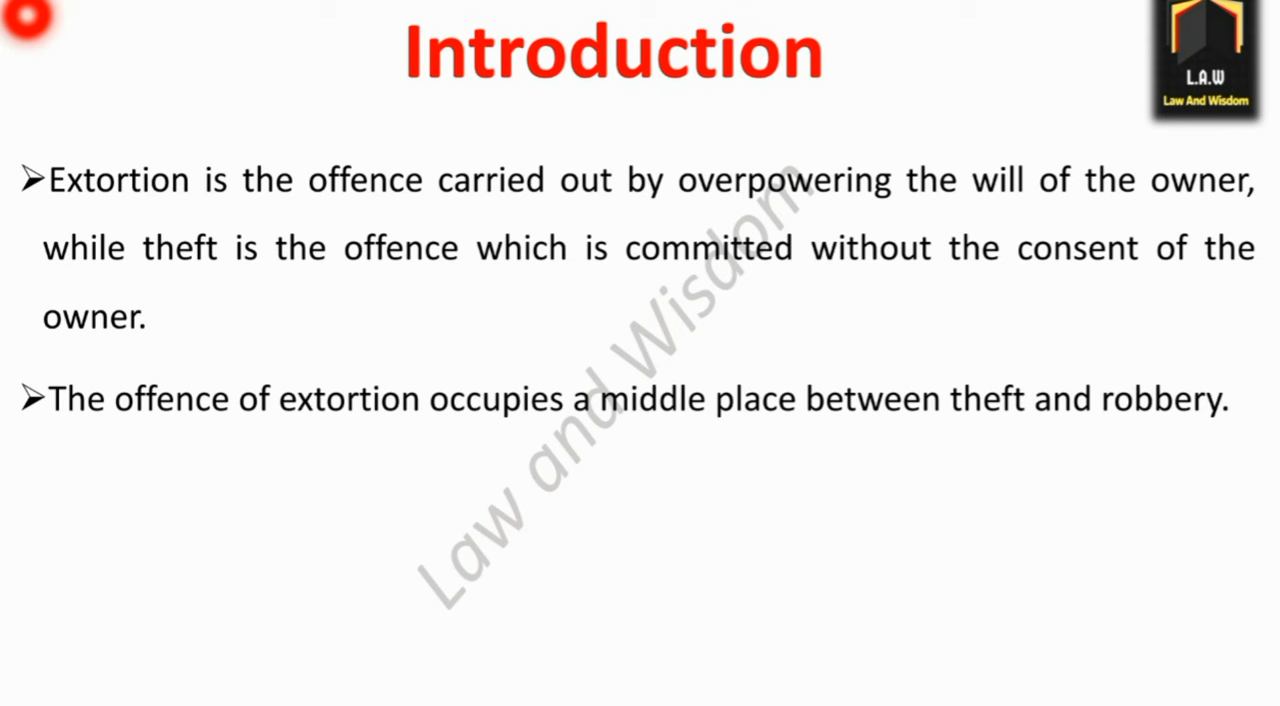 Introduction
L.A.W
Law And Wisdom
➢Extortion is the offence carried out by overpowering the will of the owner,
while theft is the offence which is committed without the consent of the
owner.
➢The offence of extortion occupies a middle place between theft and robbery.
Law and Wisdom